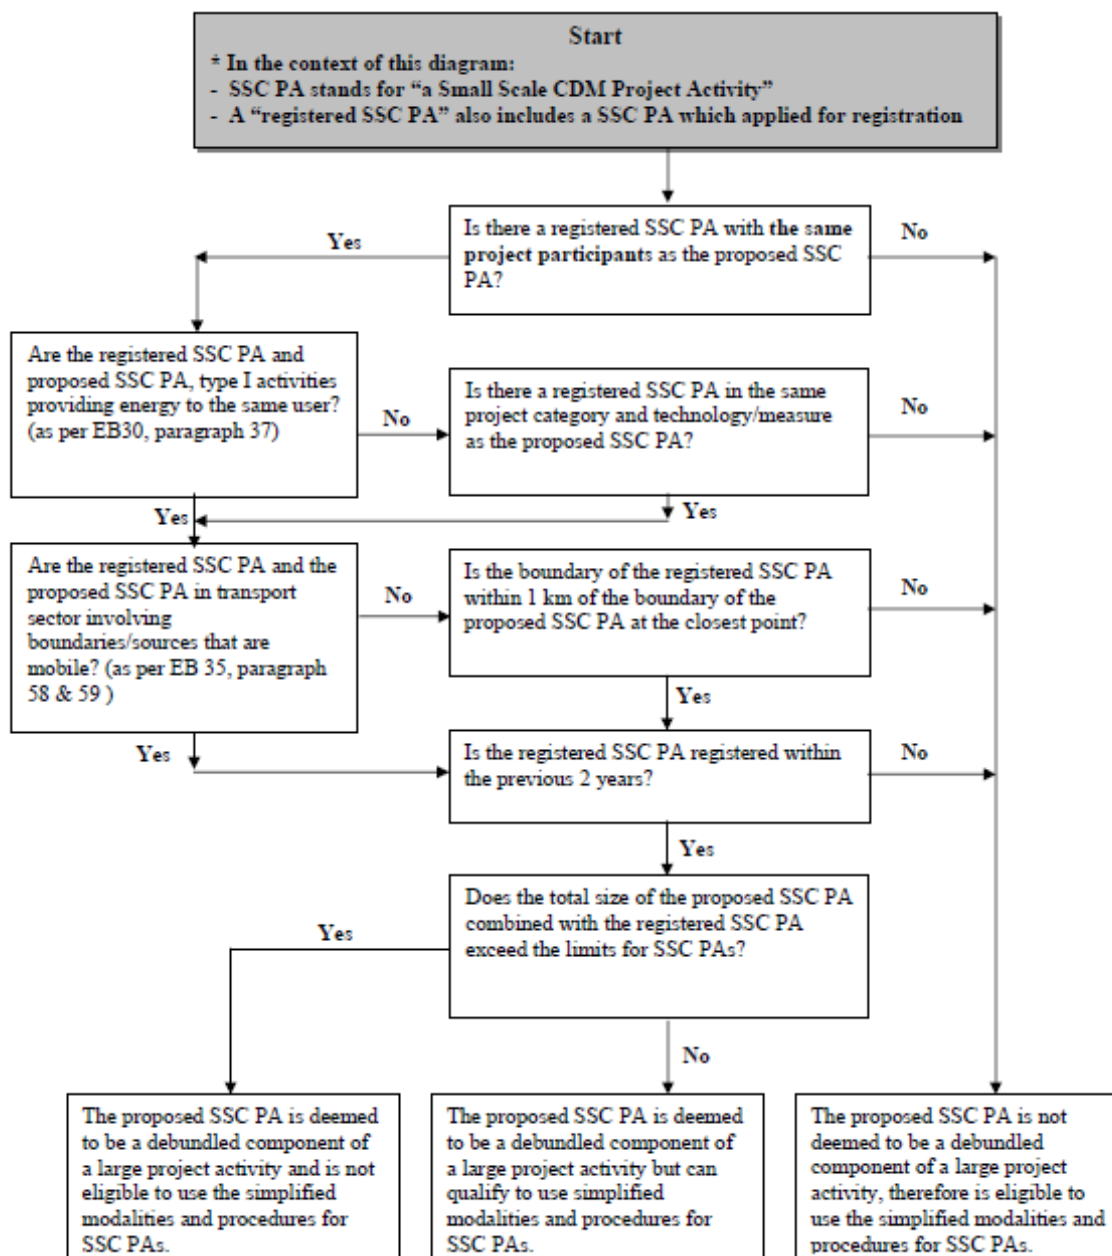 Start
* In the context of this diagram:
- SSC PA stands for “a Small Scale CDM Project Activity”
- A “registered SSC PA” also includes a SSC PA which applied for registration
Is there a registered SSC PA with the same
project participants as the proposed SSC
PA?
Yes
No
Are the registered SSC PA and
proposed SSC PA, type I activities
providing energy to the same user?
(as per EB30, paragraph 37)
No
Is there a registered SSC PA in the same
project category and technology/measure
as the proposed SSC PA?
No
Yes
Yes
Are the registered SSC PA and the
proposed SSC PA in transport
sector involving
boundaries/sources that are
mobile? (as per EB 35, paragraph
58 & 59 )
No
Is the boundary of the registered SSC PA
within 1 km of the boundary of the
proposed SSC PA at the closest point?
No
Yes
Yes
Is the registered SSC PA registered within
the previous 2 years?
No
Yes
Does the total size of the proposed SSC PA
combined with the registered SSC PA
exceed the limits for SSC PAs?
Yes
No
The proposed SSC PA is deemed
to be a debundled component of
a large project activity and is not
eligible to use the simplified
modalities and procedures for
SSC PAs.
The proposed SSC PA is deemed
to be a debundled component of
a large project activity but can
qualify to use simplified
modalities and procedures for
SSC PAs.
The proposed SSC PA is not
deemed to be a debundled
component of a large project
activity, therefore is eligible to
use the simplified modalities and
procedures for SSC PAs.